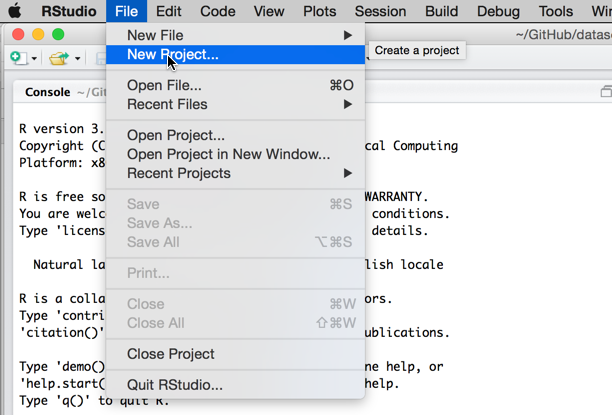 RStudio File Edit Code View Plots Session Build Debug Tools
~/GitHub/datas
New File
New Project...
Create a project
Open File... ⌘O
Recent Files
Open Project...
Open Project in New Window...
Recent Projects
Save ⌘S
Save As...
Save All ⌥⌘S
Print...
Close ⌘W
Close All ⇧⌘W
Close Project
Quit RStudio...
Console ~/Git
R version 3.
Copyright (C cal Computing
Platform: x8
R is free so WARRANTY.
You are welc conditions.
Type 'licens details.
Natural la lish locale
R is a colla ors.
Type 'contri
'citation()' ublications.
Type 'demo() ne help, or
'help.start( help.
Type 'q()' to quit R.